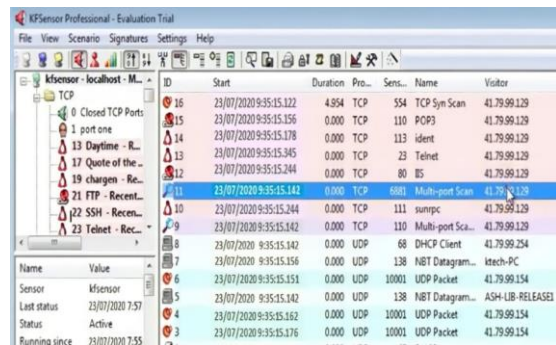 KFSensor Professional - Evaluation Trial
File View Scenario Signatures Settings Help
kfsensor - localhost - M...
TCP
0 Closed TCP Ports
1 port one
13 Daytime - R...
17 Quote of the ...
19 chargen - Re...
21 FTP - Recent...
22 SSH - Recen...
23 Telnet - Rec...
Name Value
Sensor kfsensor
Last status 23/07/2020 7:57
Status Active
Running since 23/07/2020 7:55
ID Start Duration Pro... Sens... Name Visitor
16 23/07/2020 9:35:15.122 4.954 TCP 554 TCP Syn Scan 41.79.99.129
15 23/07/2020 9:35:15.156 0.000 TCP 110 POP3 41.79.99.129
14 23/07/2020 9:35:15.178 0.000 TCP 113 ident 41.79.99.129
13 23/07/2020 9:35:15.345 0.000 TCP 23 Telnet 41.79.99.129
12 23/07/2020 9:35:15.244 0.000 TCP 80 IIS 41.79.99.129
11 23/07/2020 9:35:15.142 0.000 TCP 6881 Multi-port Scan 41.79.99.129
10 23/07/2020 9:35:15.244 0.000 TCP 111 sunrpc 41.79.99.129
9 23/07/2020 9:35:15.142 0.000 TCP 110 Multi-port Sca... 41.79.99.129
8 23/07/2020 9:35:15.142 0.000 UDP 68 DHCP Client 41.79.99.254
7 23/07/2020 9:35:15.156 0.000 UDP 138 NBT Datagram... ktech-PC
6 23/07/2020 9:35:15.151 0.000 UDP 10001 UDP Packet 41.79.99.154
5 23/07/2020 9:35:15.142 0.000 UDP 138 NBT Datagram... ASH-LIB-RELEASE1
4 23/07/2020 9:35:15.162 0.000 UDP 10001 UDP Packet 41.79.99.154
3 23/07/2020 9:35:15.176 0.000 UDP 10001 UDP Packet 41.79.99.154